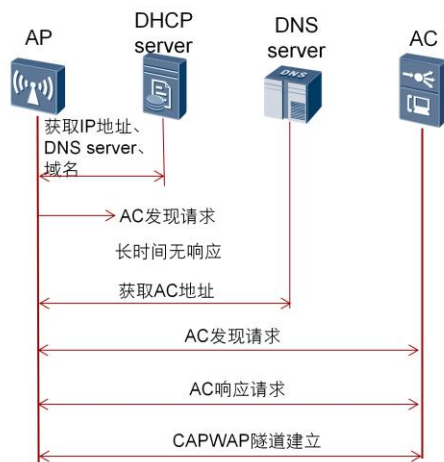 AP
DHCP
server
DNS
server
AC
DNS
获取IP地址、
DNS server、
域名
AC发现请求
长时间无响应
获取AC地址
AC发现请求
AC响应请求
CAPWAP隧道建立